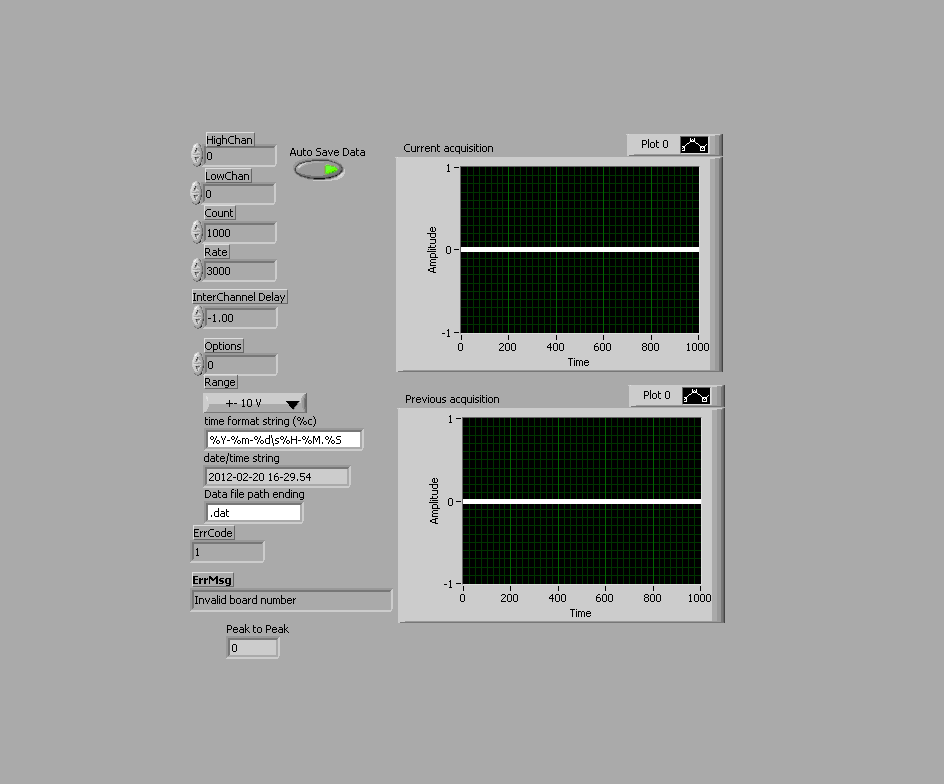 HighChan
0
Auto Save Data
LowChan
0
Count
1000
Rate
3000
InterChannel Delay
-1.00
Options
0
Range
+- 10 V
time format string (%c)
%Y-%m-%d\s%H-%M.%S
date/time string
2012-02-20 16-29.54
Data file path ending
.dat
ErrCode
1
ErrMsg
Invalid board number
Peak to Peak
0
Current acquisition
Plot 0
1
0
-1
Amplitude
0 200 400 600 800 1000
Time
Previous acquisition
Plot 0
1
0
-1
Amplitude
0 200 400 600 800 1000
Time